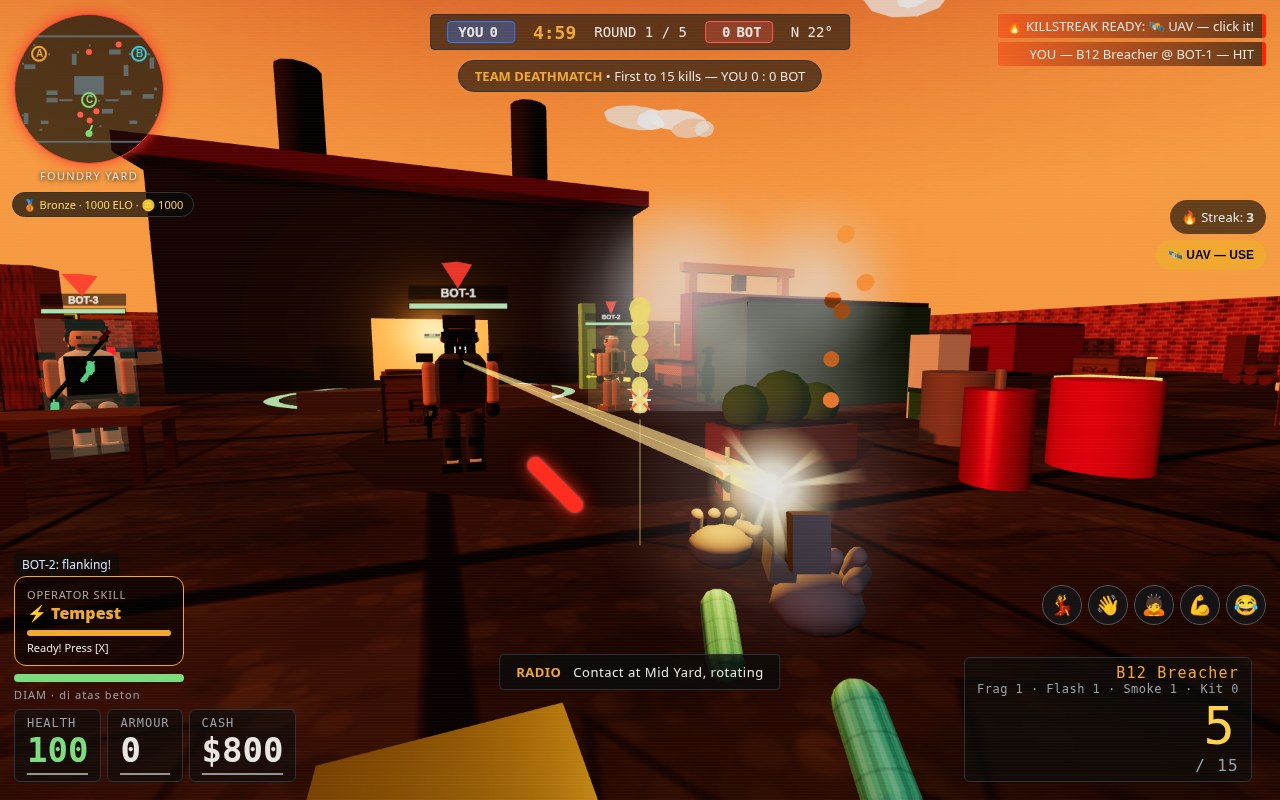 YOU 0
4:59
ROUND 1 / 5
0 BOT
N 22°
TEAM DEATHMATCH • First to 15 kills — YOU 0 : 0 BOT
🔥 KILLSTREAK READY: 🛰️ UAV — click it!
YOU — B12 Breacher @ BOT-1 — HIT
A
B
C
FOUNDRY YARD
🥉 Bronze · 1000 ELO · 🪙 1000
🔥 Streak: 3
🛰️ UAV — USE
BOT-3
BOT-1
BOT-2
BOT-2: flanking!
OPERATOR SKILL
⚡ Tempest
Ready! Press [X]
DIAM · di atas beton
HEALTH
100
ARMOUR
0
CASH
$800
RADIO Contact at Mid Yard, rotating
B12 Breacher
Frag 1 · Flash 1 · Smoke 1 · Kit 0
5
/ 15